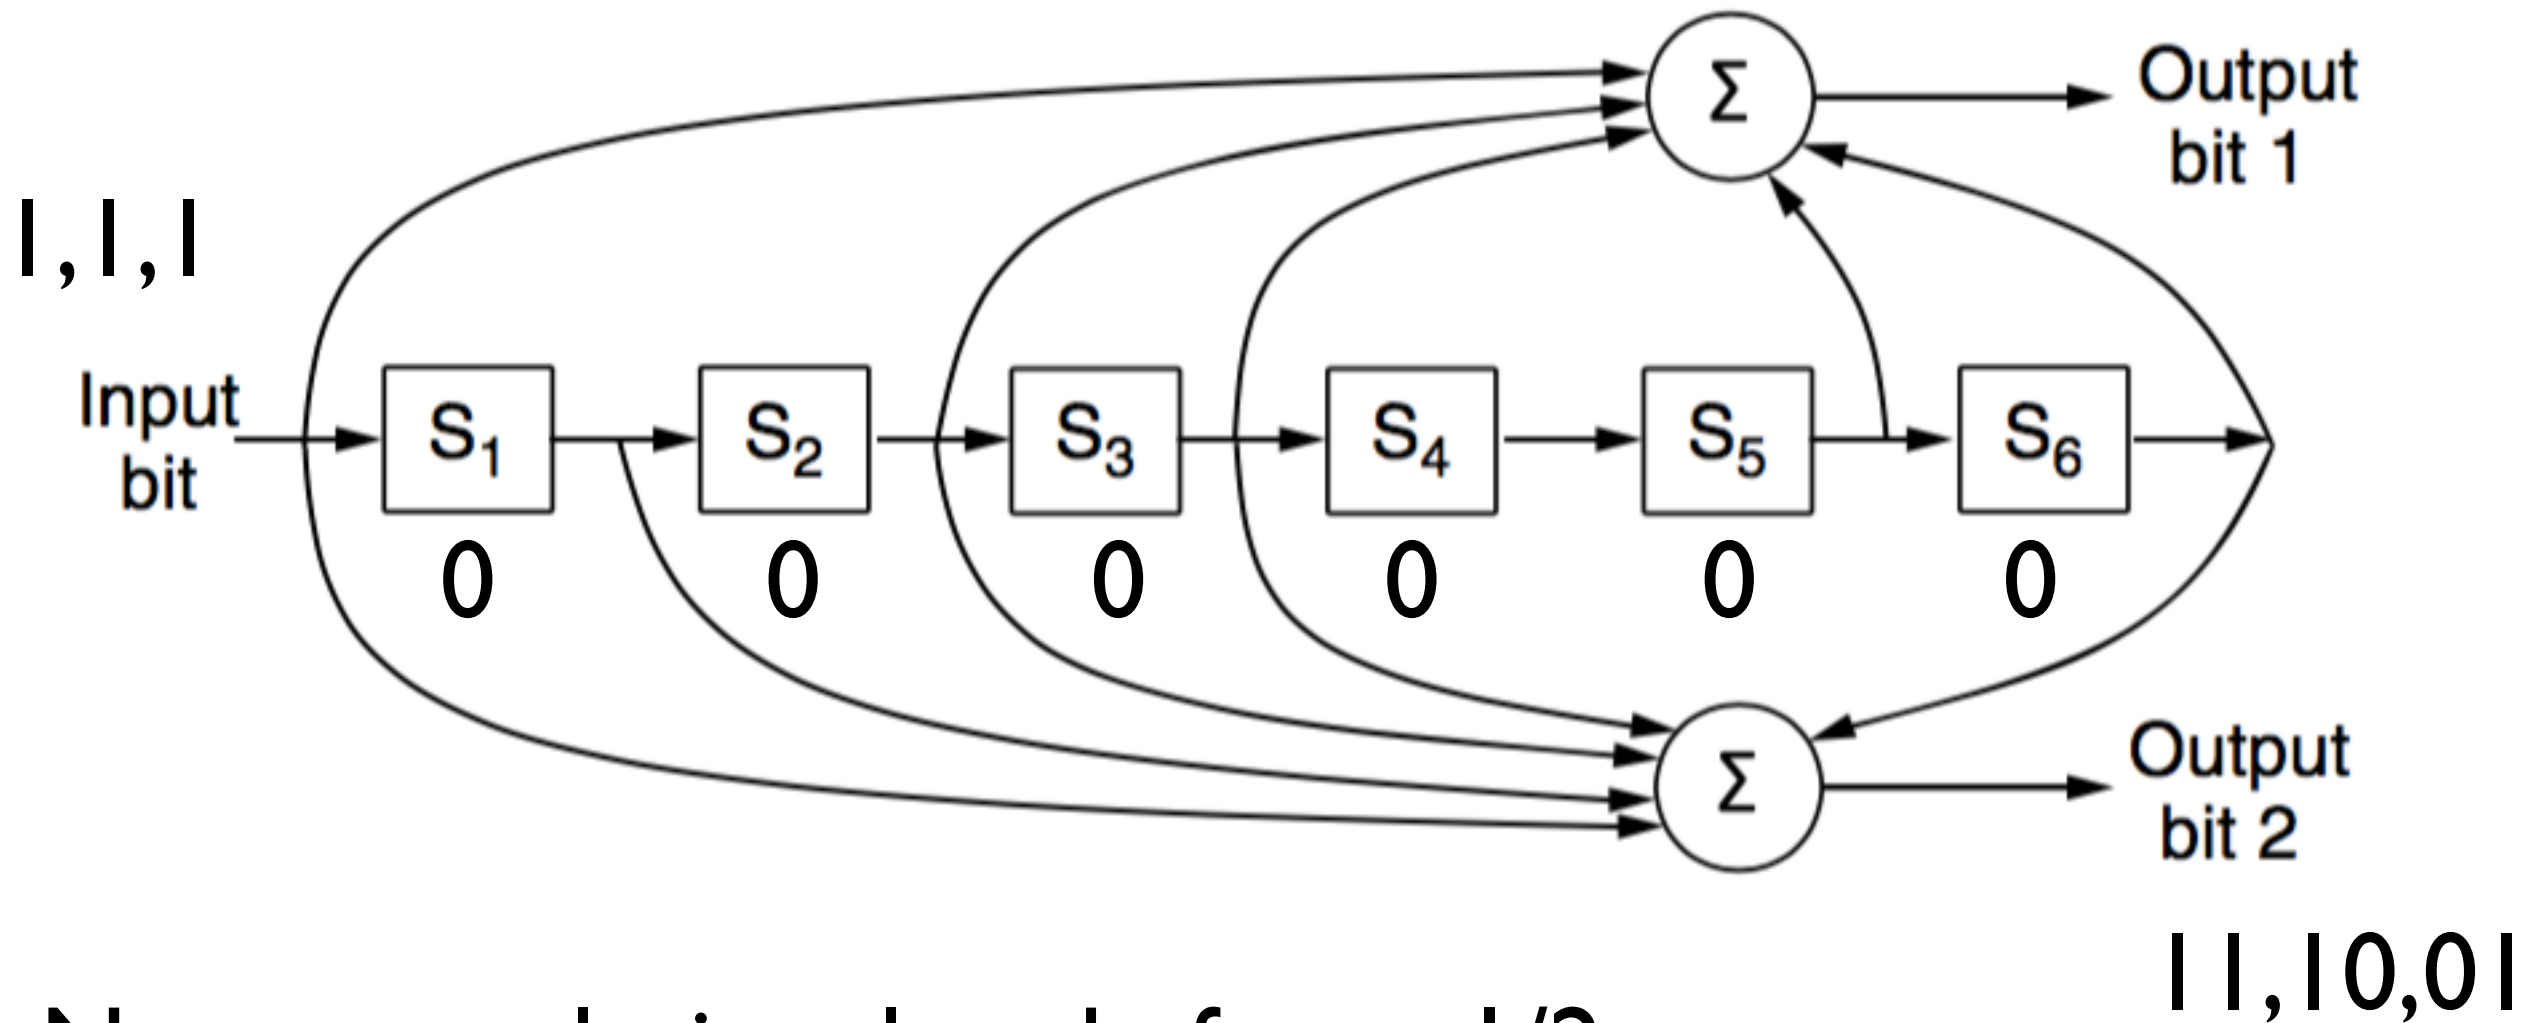 Output
bit 1
Σ
1,1,1
Input
bit
S1 S2 S3 S4 S5 S6
0 0 0 0 0 0
Σ
Output
bit 2
11,10,01